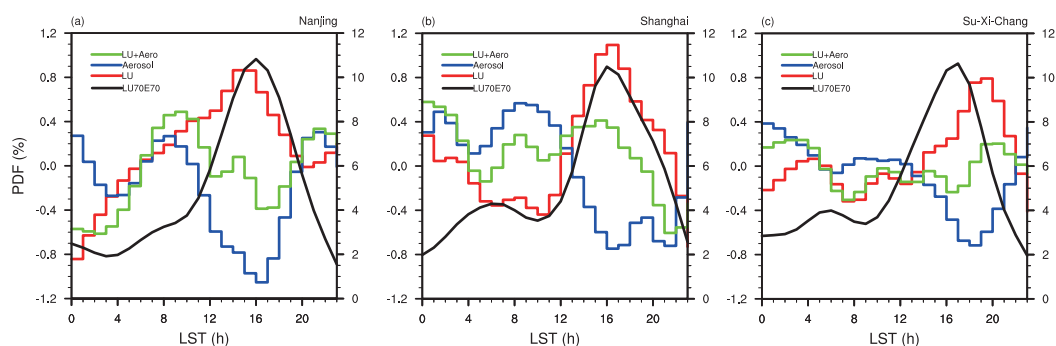 (a) Nanjing
1.2
0.8
0.4
0.0
-0.4
-0.8
-1.2
PDF (%)
12
10
8
6
4
2
0
LU+Aero
Aerosol
LU
LU70E70
0 4 8 12 16 20
LST (h)
(b) Shanghai
1.2
0.8
0.4
0.0
-0.4
-0.8
-1.2
12
10
8
6
4
2
0
LU+Aero
Aerosol
LU
LU70E70
0 4 8 12 16 20
LST (h)
(c) Su-Xi-Chang
1.2
0.8
0.4
0.0
-0.4
-0.8
-1.2
12
10
8
6
4
2
0
LU+Aero
Aerosol
LU
LU70E70
0 4 8 12 16 20
LST (h)